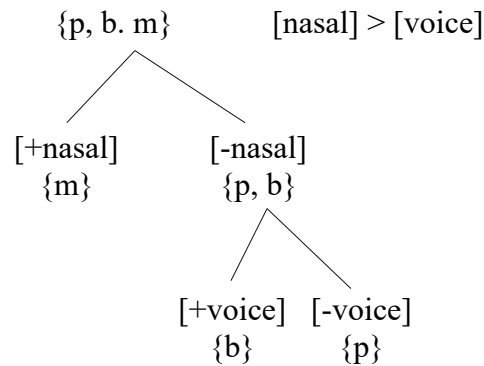 {p, b. m} [nasal] > [voice]
[+nasal] [-nasal]
{m} {p, b}
[+voice] [-voice]
{b} {p}